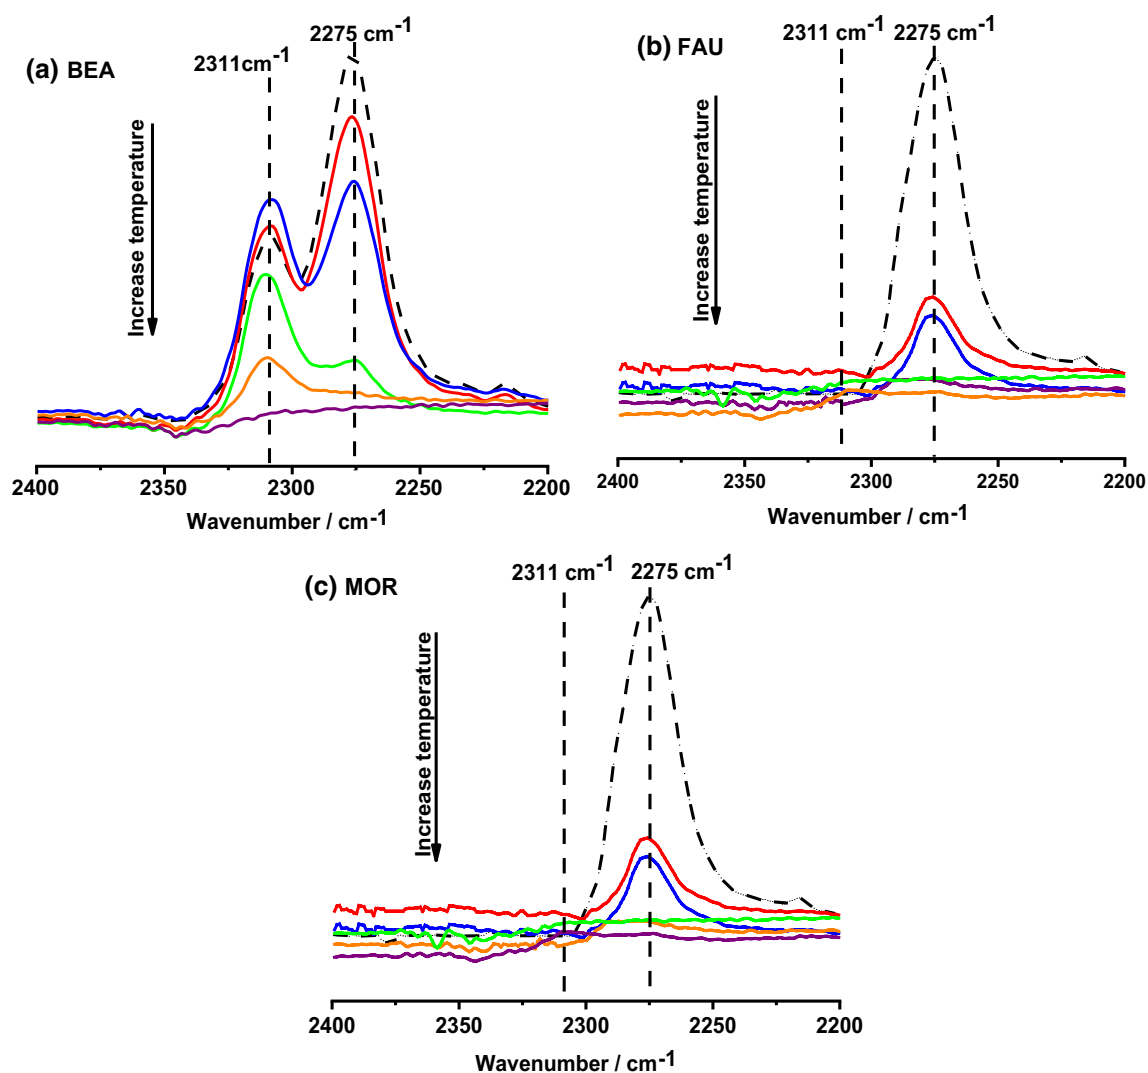 (a) BEA
2311cm-1
2275 cm-1
Increase temperature
2400 2350 2300 2250 2200
Wavenumber / cm-1
(b) FAU
2311 cm-1
2275 cm-1
Increase temperature
2400 2350 2300 2250 2200
Wavenumber / cm-1
(c) MOR
2311 cm-1
2275 cm-1
Increase temperature
2400 2350 2300 2250 2200
Wavenumber / cm-1